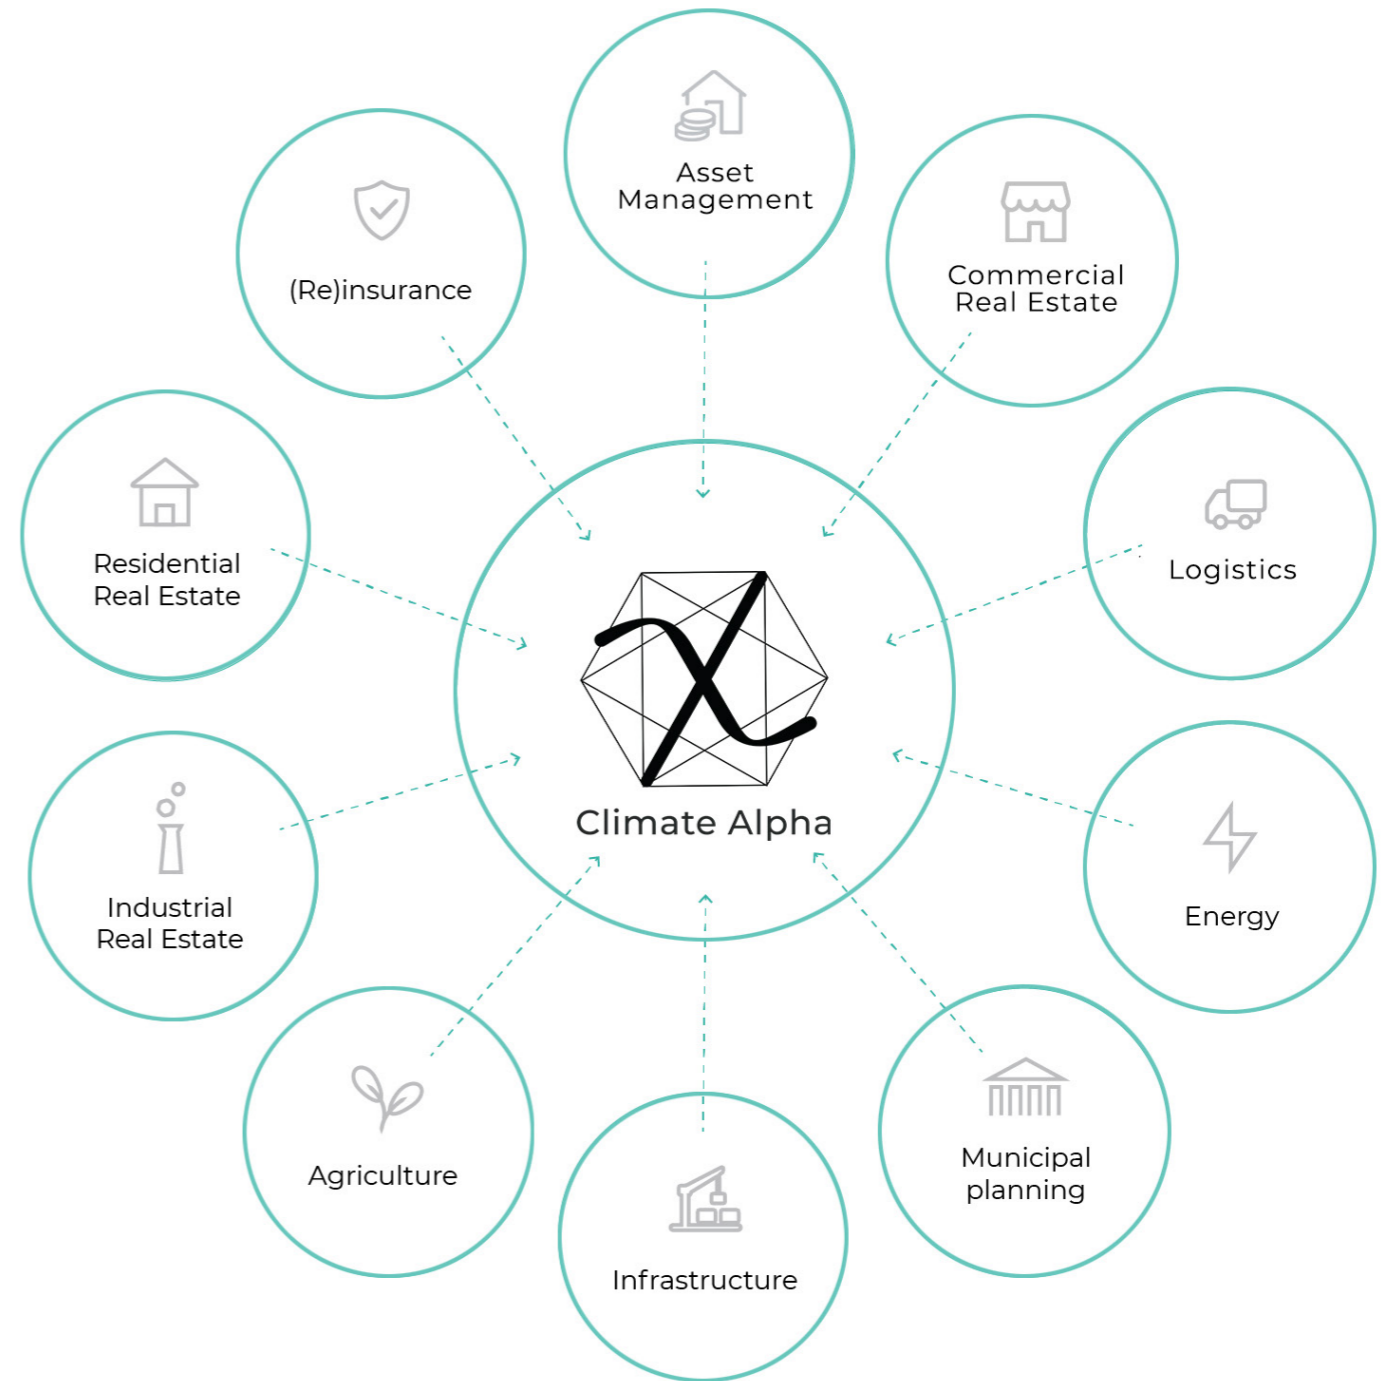 Asset
Management
(Re)insurance
Commercial
Real Estate
Residential
Real Estate
Logistics
Climate Alpha
Industrial
Real Estate
Energy
Agriculture
Municipal
planning
Infrastructure